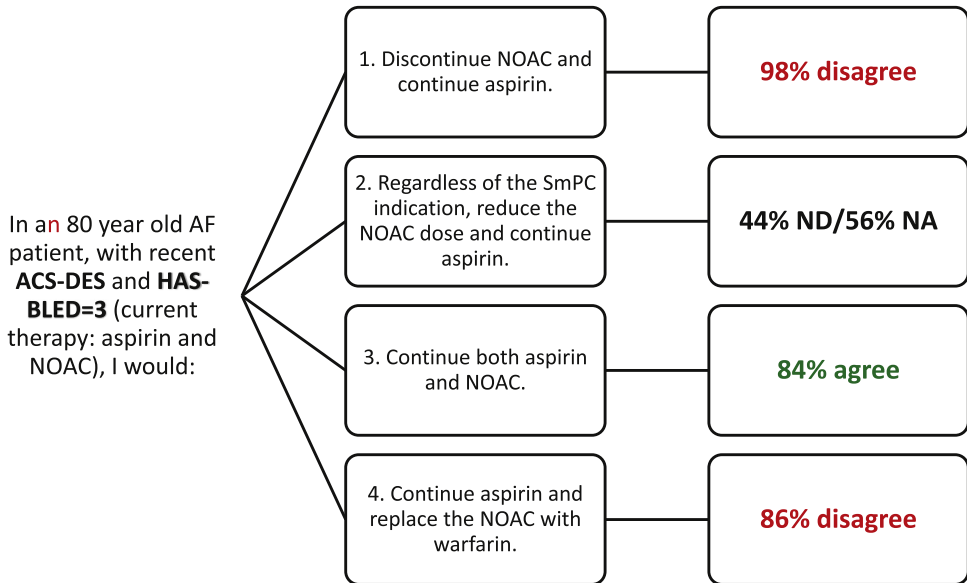 In an 80 year old AF
patient, with recent
ACS-DES and HAS-
BLED=3 (current
therapy: aspirin and
NOAC), I would:
1. Discontinue NOAC and
continue aspirin.
98% disagree
2. Regardless of the SmPC
indication, reduce the
NOAC dose and continue
aspirin.
44% ND/56% NA
3. Continue both aspirin
and NOAC.
84% agree
4. Continue aspirin and
replace the NOAC with
warfarin.
86% disagree